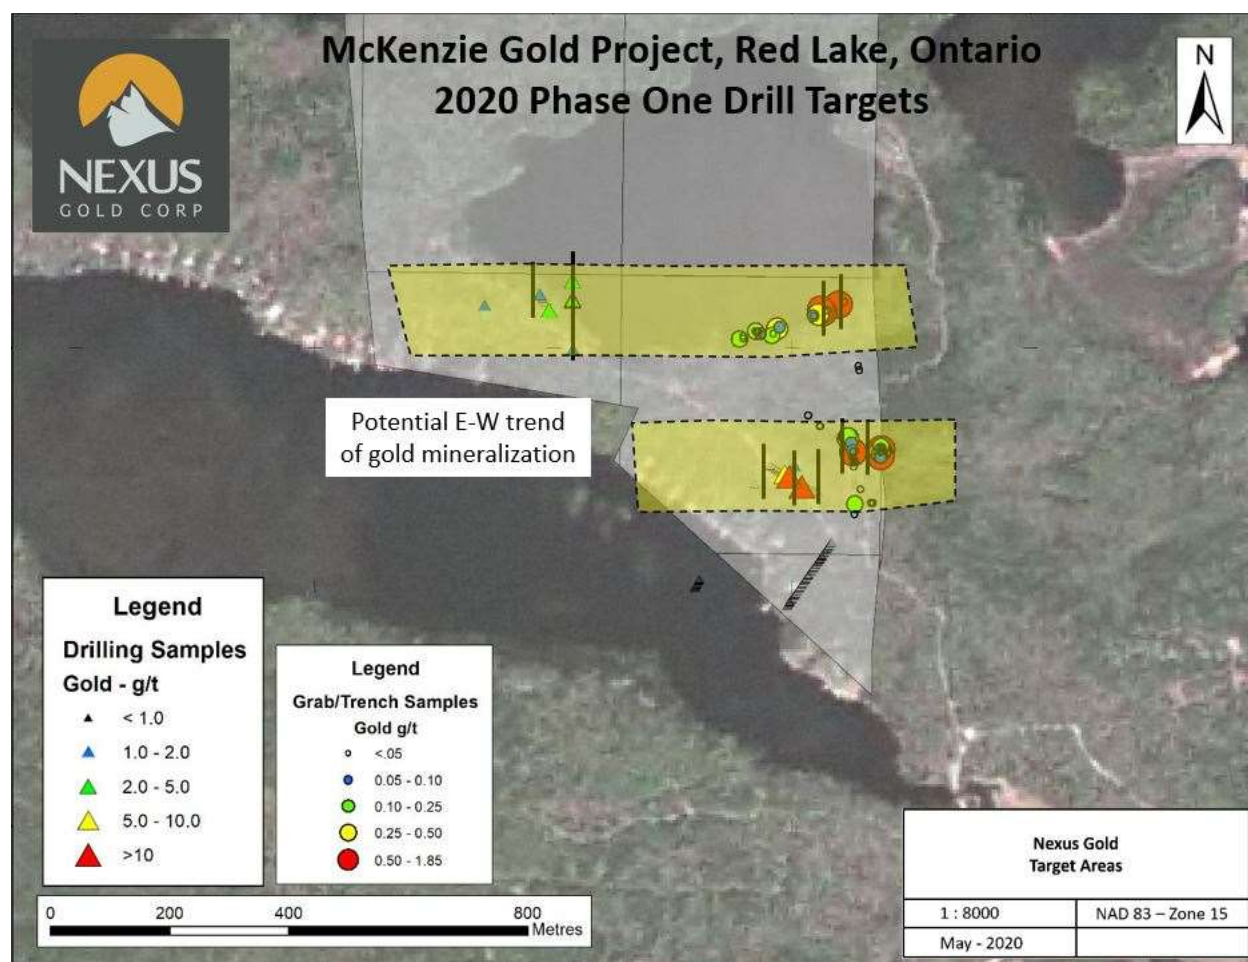 McKenzie Gold Project, Red Lake, Ontario
2020 Phase One Drill Targets
N
NEXUS
GOLD CORP
Potential E-W trend
of gold mineralization
Legend
Drilling Samples
Gold - g/t
< 1.0
1.0 - 2.0
2.0 - 5.0
5.0 - 10.0
>10
Legend
Grab/Trench Samples
Gold g/t
<.05
0.05 - 0.10
0.10 - 0.25
0.25 - 0.50
0.50 - 1.85
0 200 400 800
Metres
Nexus Gold
Target Areas
1 : 8000 NAD 83 – Zone 15
May - 2020